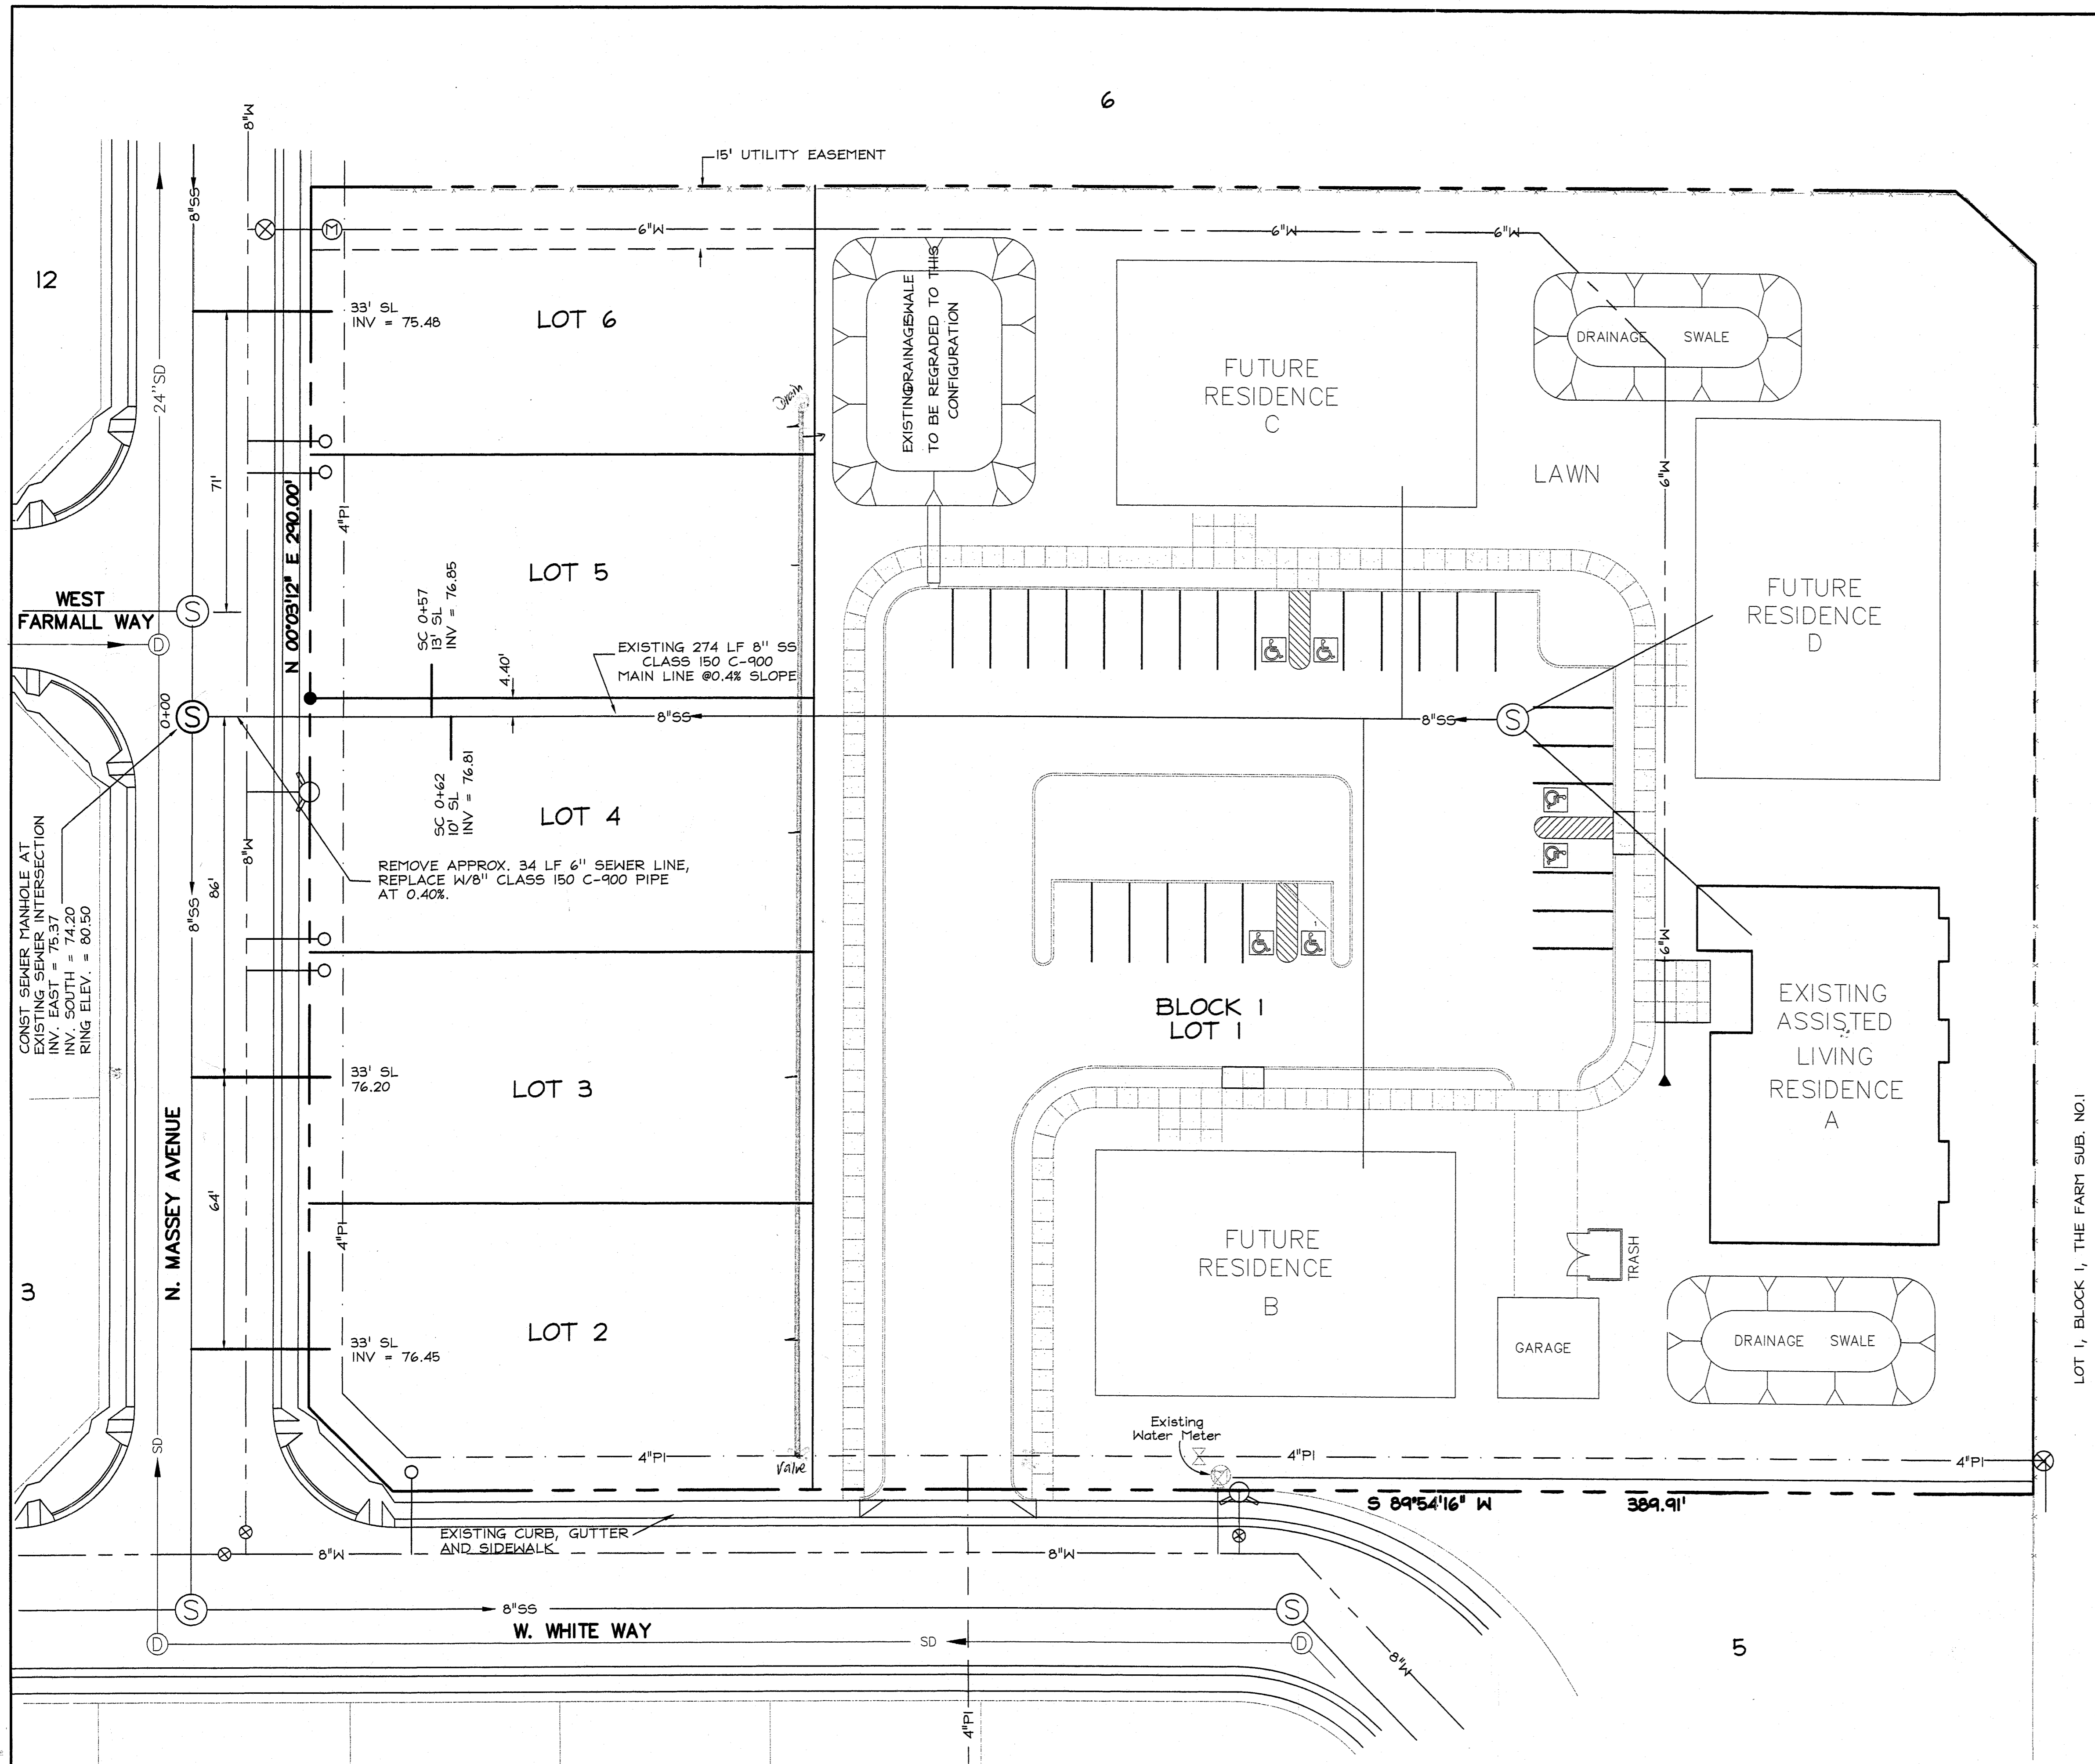 6
15' UTILITY EASEMENT
8"W
8"SS
M
6"W
6"W
6"W
12
24"SD
33' SL
INV = 75.48
LOT 6
EXISTING DRAINAGE SWALE
TO BE REGRADED TO THIS
CONFIGURATION
FUTURE
RESIDENCE
C
DRAINAGE SWALE
Drain
71'
N 00°03'12" E 290.00'
4"PI
LAWN
6"W
LOT 5
SC 0+57
13' SL
INV = 76.85
4.40'
EXISTING 274 LF 8" SS
CLASS 150 C-900
MAIN LINE @0.4% SLOPE
WEST
FARMALL WAY
S
D
FUTURE
RESIDENCE
D
0+00
S
8"SS
8"SS
S
SC 0+62
10' SL
INV = 76.81
LOT 4
CONST SEWER MANHOLE AT
EXISTING SEWER INTERSECTION
INV. EAST = 75.37
INV. SOUTH = 74.20
RING ELEV. = 80.50
8"SS
86'
8"W
REMOVE APPROX. 34 LF 6" SEWER LINE,
REPLACE W/8" CLASS 150 C-900 PIPE
AT 0.40%.
6"W
BLOCK 1
LOT 1
EXISTING
ASSISTED
LIVING
RESIDENCE
A
33' SL
76.20
LOT 3
N. MASSEY AVENUE
64'
4"PI
3
FUTURE
RESIDENCE
B
TRASH
LOT 1, BLOCK 1, THE FARM SUB. NO.1
33' SL
INV = 76.45
LOT 2
GARAGE
DRAINAGE SWALE
Existing
Water Meter
SD
4"PI
Valve
4"PI
4"PI
S 89°54'16" W 389.91'
EXISTING CURB, GUTTER
AND SIDEWALK
8"W
8"W
S
8"SS
S
W. WHITE WAY
D
SD
D
8"W
5
4"PI